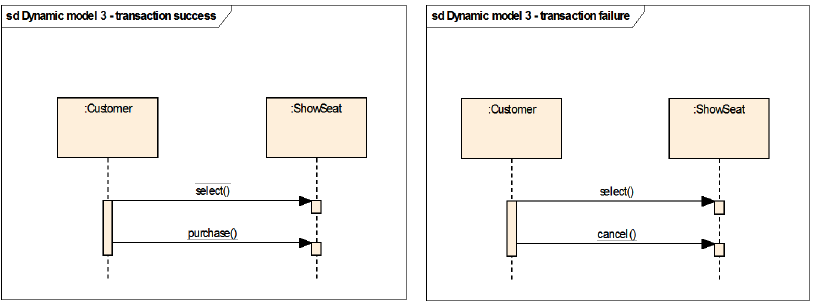 sd Dynamic model 3 - transaction success
:Customer
:ShowSeat
select()
purchase()
sd Dynamic model 3 - transaction failure
:Customer
:ShowSeat
select()
cancel()